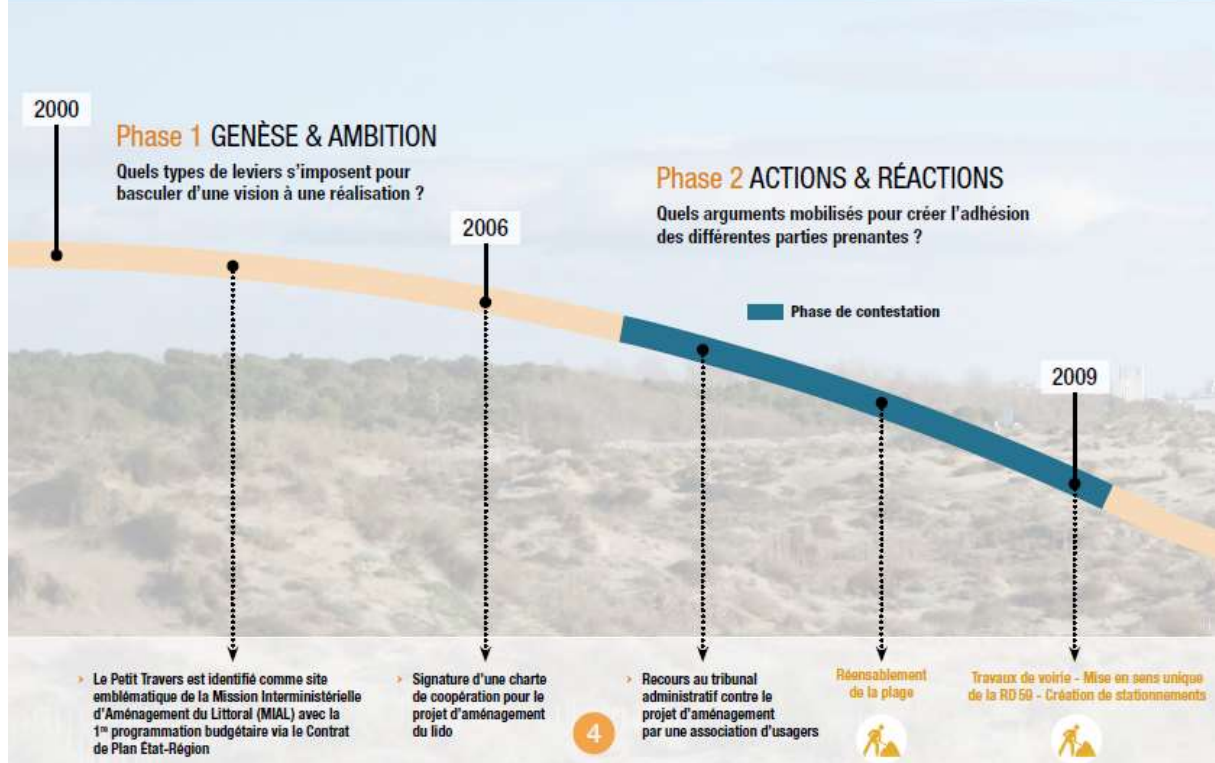 2000
Phase 1 GENÈSE & AMBITION
Quels types de leviers s'imposent pour
basculer d'une vision à une réalisation ?
2006
Phase 2 ACTIONS & RÉACTIONS
Quels arguments mobilisés pour créer l'adhésion
des différentes parties prenantes ?
Phase de contestation
2009
› Le Petit Travers est identifié comme site
emblématique de la Mission Interministérielle
d'Aménagement du Littoral (MIAL) avec la
1re programmation budgétaire via le Contrat
de Plan État-Région
› Signature d'une charte
de coopération pour le
projet d'aménagement
du lido
4
› Recours au tribunal
administratif contre le
projet d'aménagement
par une association d'usagers
Réensablement
de la plage
Travaux de voirie - Mise en sens unique
de la RD 59 - Création de stationnements